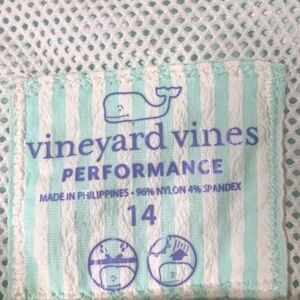 vineyard vines
PERFORMANCE
MADE IN PHILIPPINES - 96% NYLON 4% SPANDEX
14